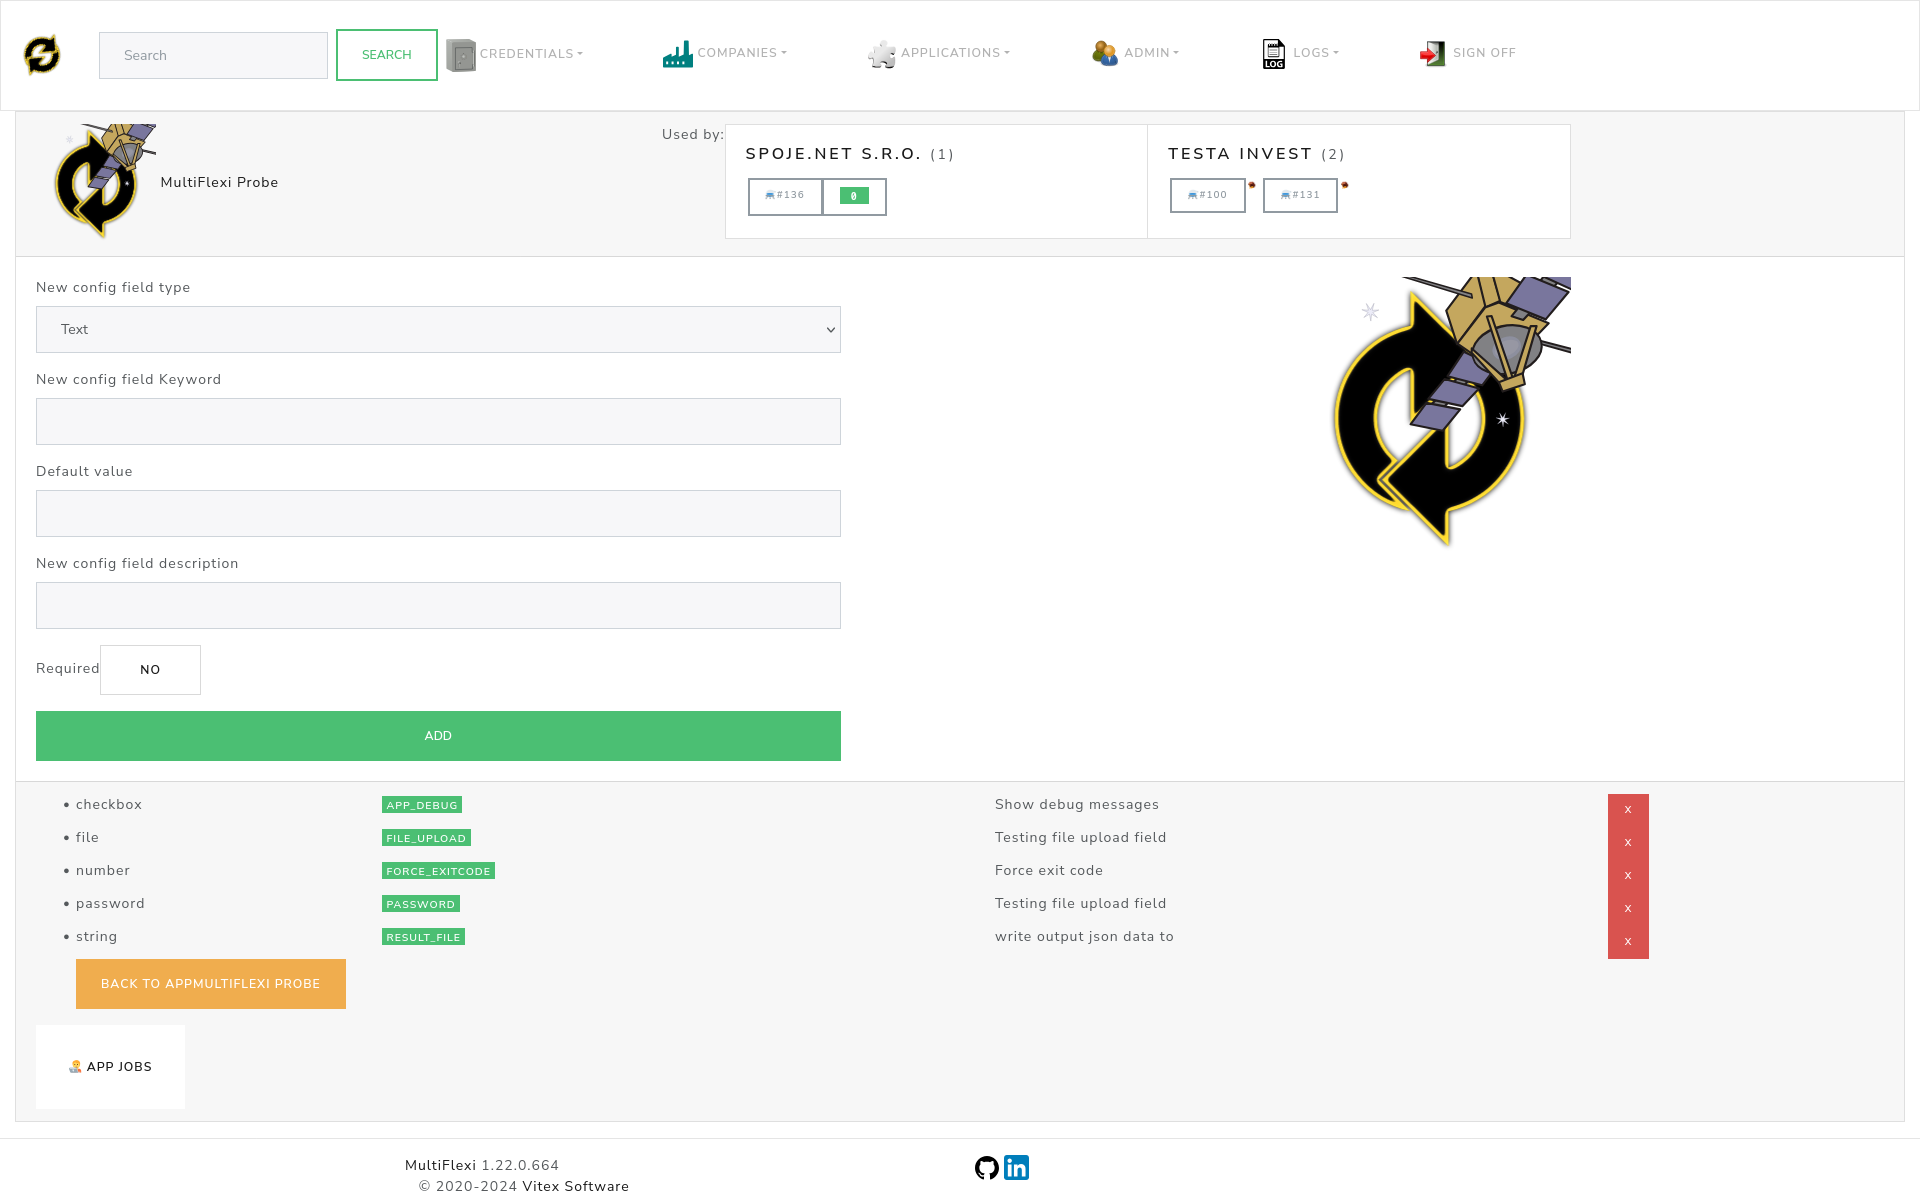 Search SEARCH CREDENTIALS COMPANIES APPLICATIONS ADMIN LOG LOGS SIGN OFF
MultiFlexi Probe
Used by:
SPOJE.NET S.R.O. (1)
#136 0
TESTA INVEST (2)
#100 #131
New config field type
Text
New config field Keyword
Default value
New config field description
Required NO
ADD
• checkbox APP_DEBUG Show debug messages x
• file FILE_UPLOAD Testing file upload field x
• number FORCE_EXITCODE Force exit code x
• password PASSWORD Testing file upload field x
• string RESULT_FILE write output json data to x
BACK TO APPMULTIFLEXI PROBE
APP JOBS
MultiFlexi 1.22.0.664
© 2020-2024 Vitex Software
in